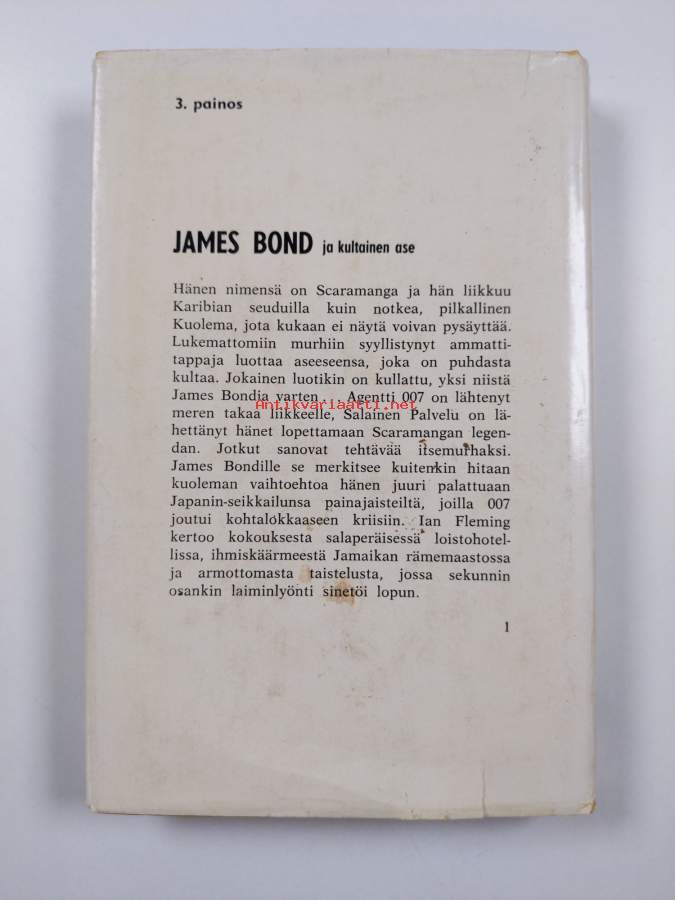 3. painos
JAMES BOND ja kultainen ase
Hänen nimensä on Scaramanga ja hän liikkuu
Karibian seuduilla kuin notkea, pilkallinen
Kuolema, jota kukaan ei näytä voivan pysäyttää.
Lukemattomiin murhiin syyllistynyt ammatti-
tappaja luottaa aseeseensa, joka on puhdasta
kultaa. Jokainen luotikin on kullattu, yksi niistä
James Bondia varten . . . Agentti 007 on lähtenyt
Antikvariaatti.net
meren takaa liikkeelle, Salainen Palvelu on lä-
hettänyt hänet lopettamaan Scaramangan legen-
dan. Jotkut sanovat tehtävää itsemurhaksi.
James Bondille se merkitsee kuitenkin hitaan
kuoleman vaihtoehtoa hänen juuri palattuaan
Japanin-seikkailunsa painajaisteiltä, joilla 007
joutui kohtalokkaaseen kriisiin. Ian Fleming
kertoo kokouksesta salaperäisessä loistohotel-
lissa, ihmiskäärmeestä Jamaikan rämemaastossa
ja armottomasta taistelusta, jossa sekunnin
osankin laiminlyönti sinetöi lopun.
1